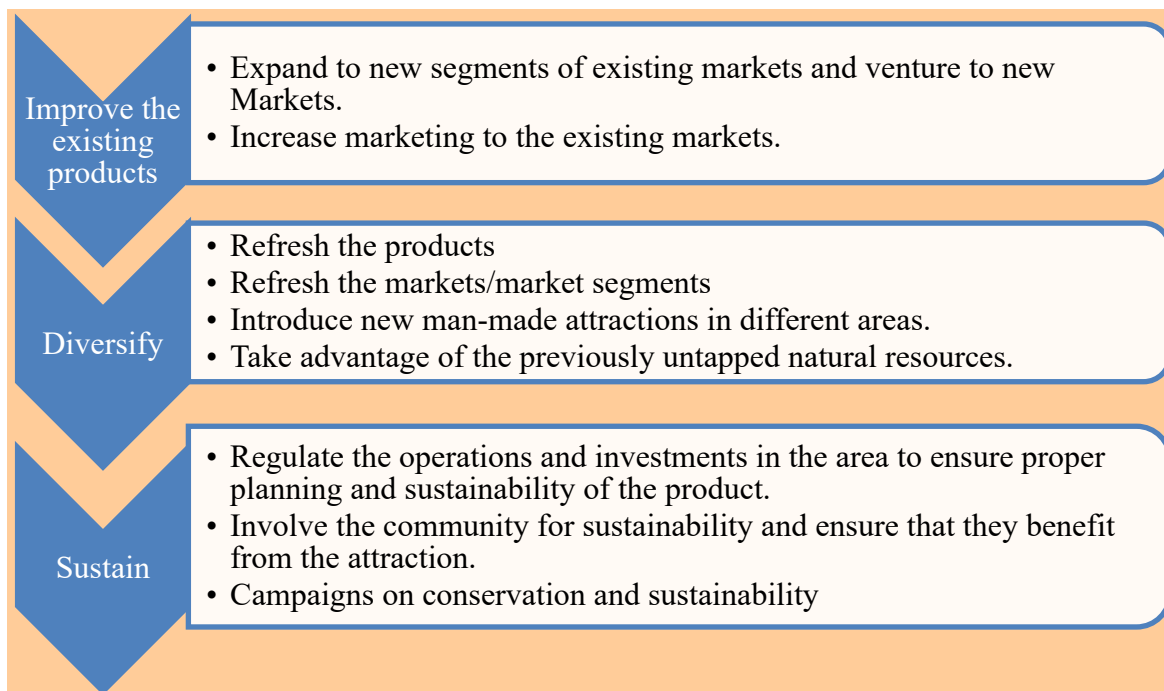 Improve the
existing
products
• Expand to new segments of existing markets and venture to new
Markets.
• Increase marketing to the existing markets.
Diversify
• Refresh the products
• Refresh the markets/market segments
• Introduce new man-made attractions in different areas.
• Take advantage of the previously untapped natural resources.
Sustain
• Regulate the operations and investments in the area to ensure proper
planning and sustainability of the product.
• Involve the community for sustainability and ensure that they benefit
from the attraction.
• Campaigns on conservation and sustainability